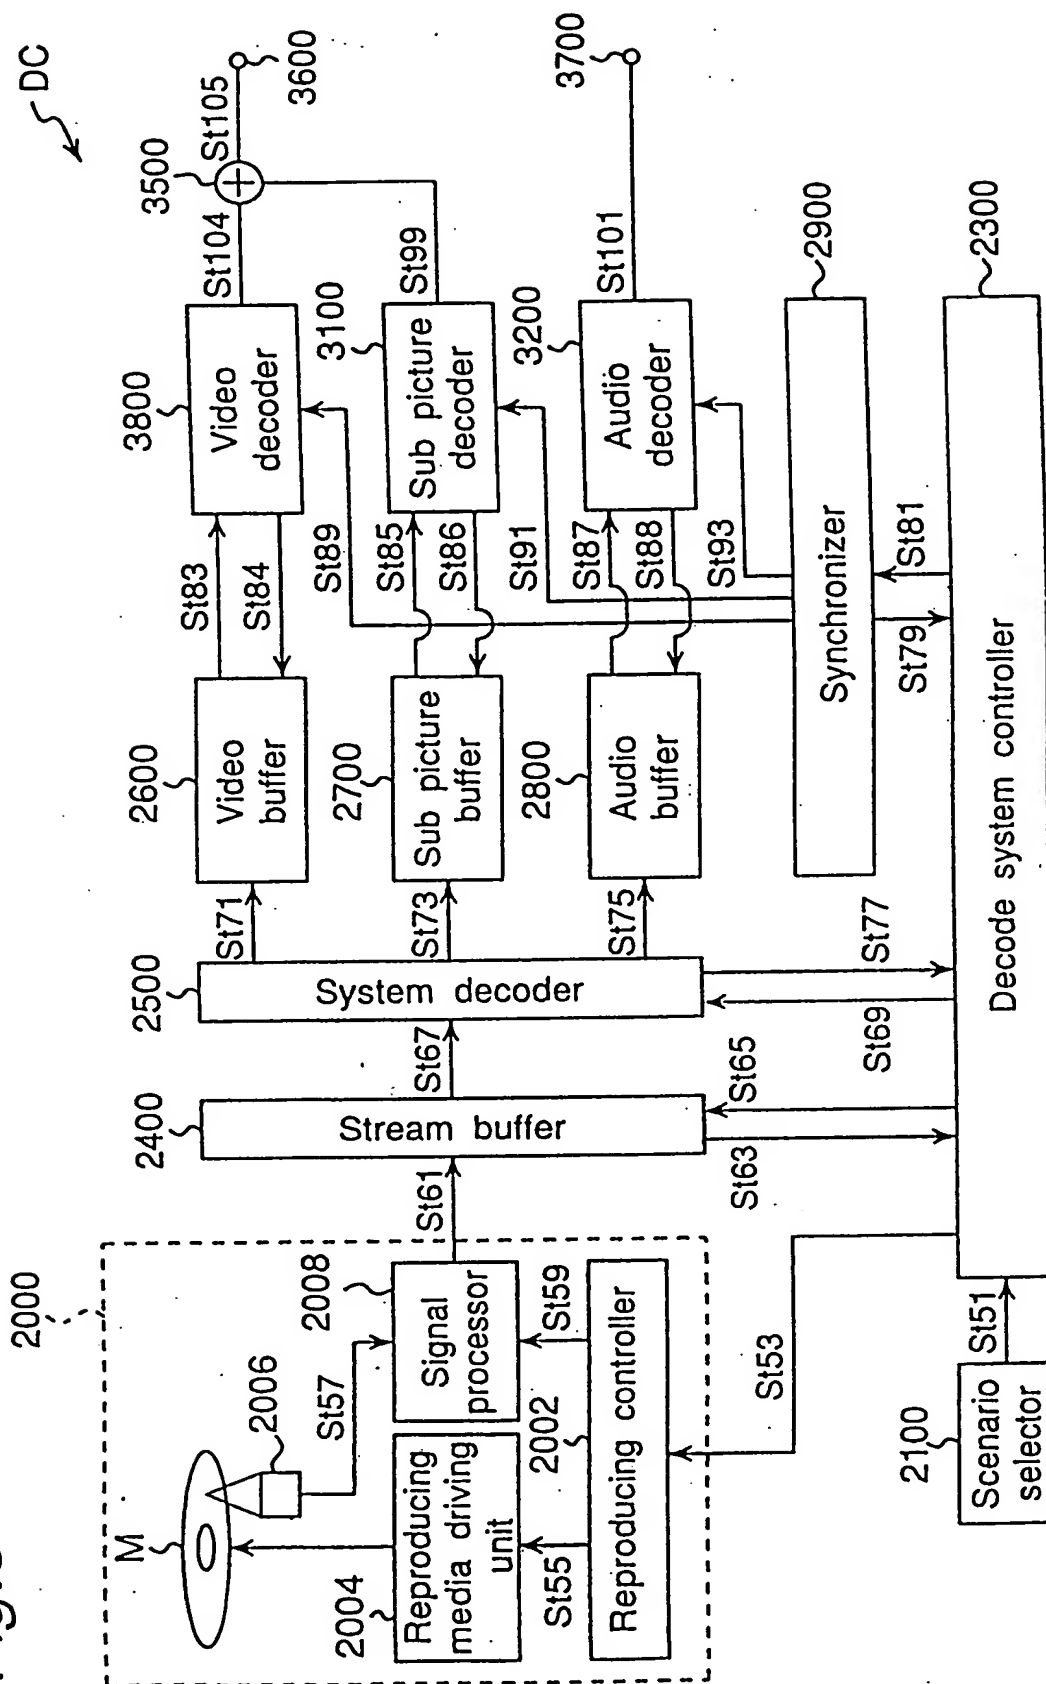 DC
2000
M
2006
St57
2004
Reproducing
media driving
unit
2008
Signal
processor
St55
2002
St59
Reproducing controller
St61
St53
2100
Scenario
selector
St51
2400
Stream buffer
St63
St65
St67
2500
System decoder
St69
St77
St71
St73
St75
2600
Video
buffer
2700
Sub picture
buffer
2800
Audio
buffer
St83
St84
St89
St85
St86
St91
St87
St88
St93
3800
Video
decoder
3100
Sub picture
decoder
3200
Audio
decoder
St104
3500
St105
3600
St99
St101
3700
2900
Synchronizer
St79
St81
2300
Decode system controller